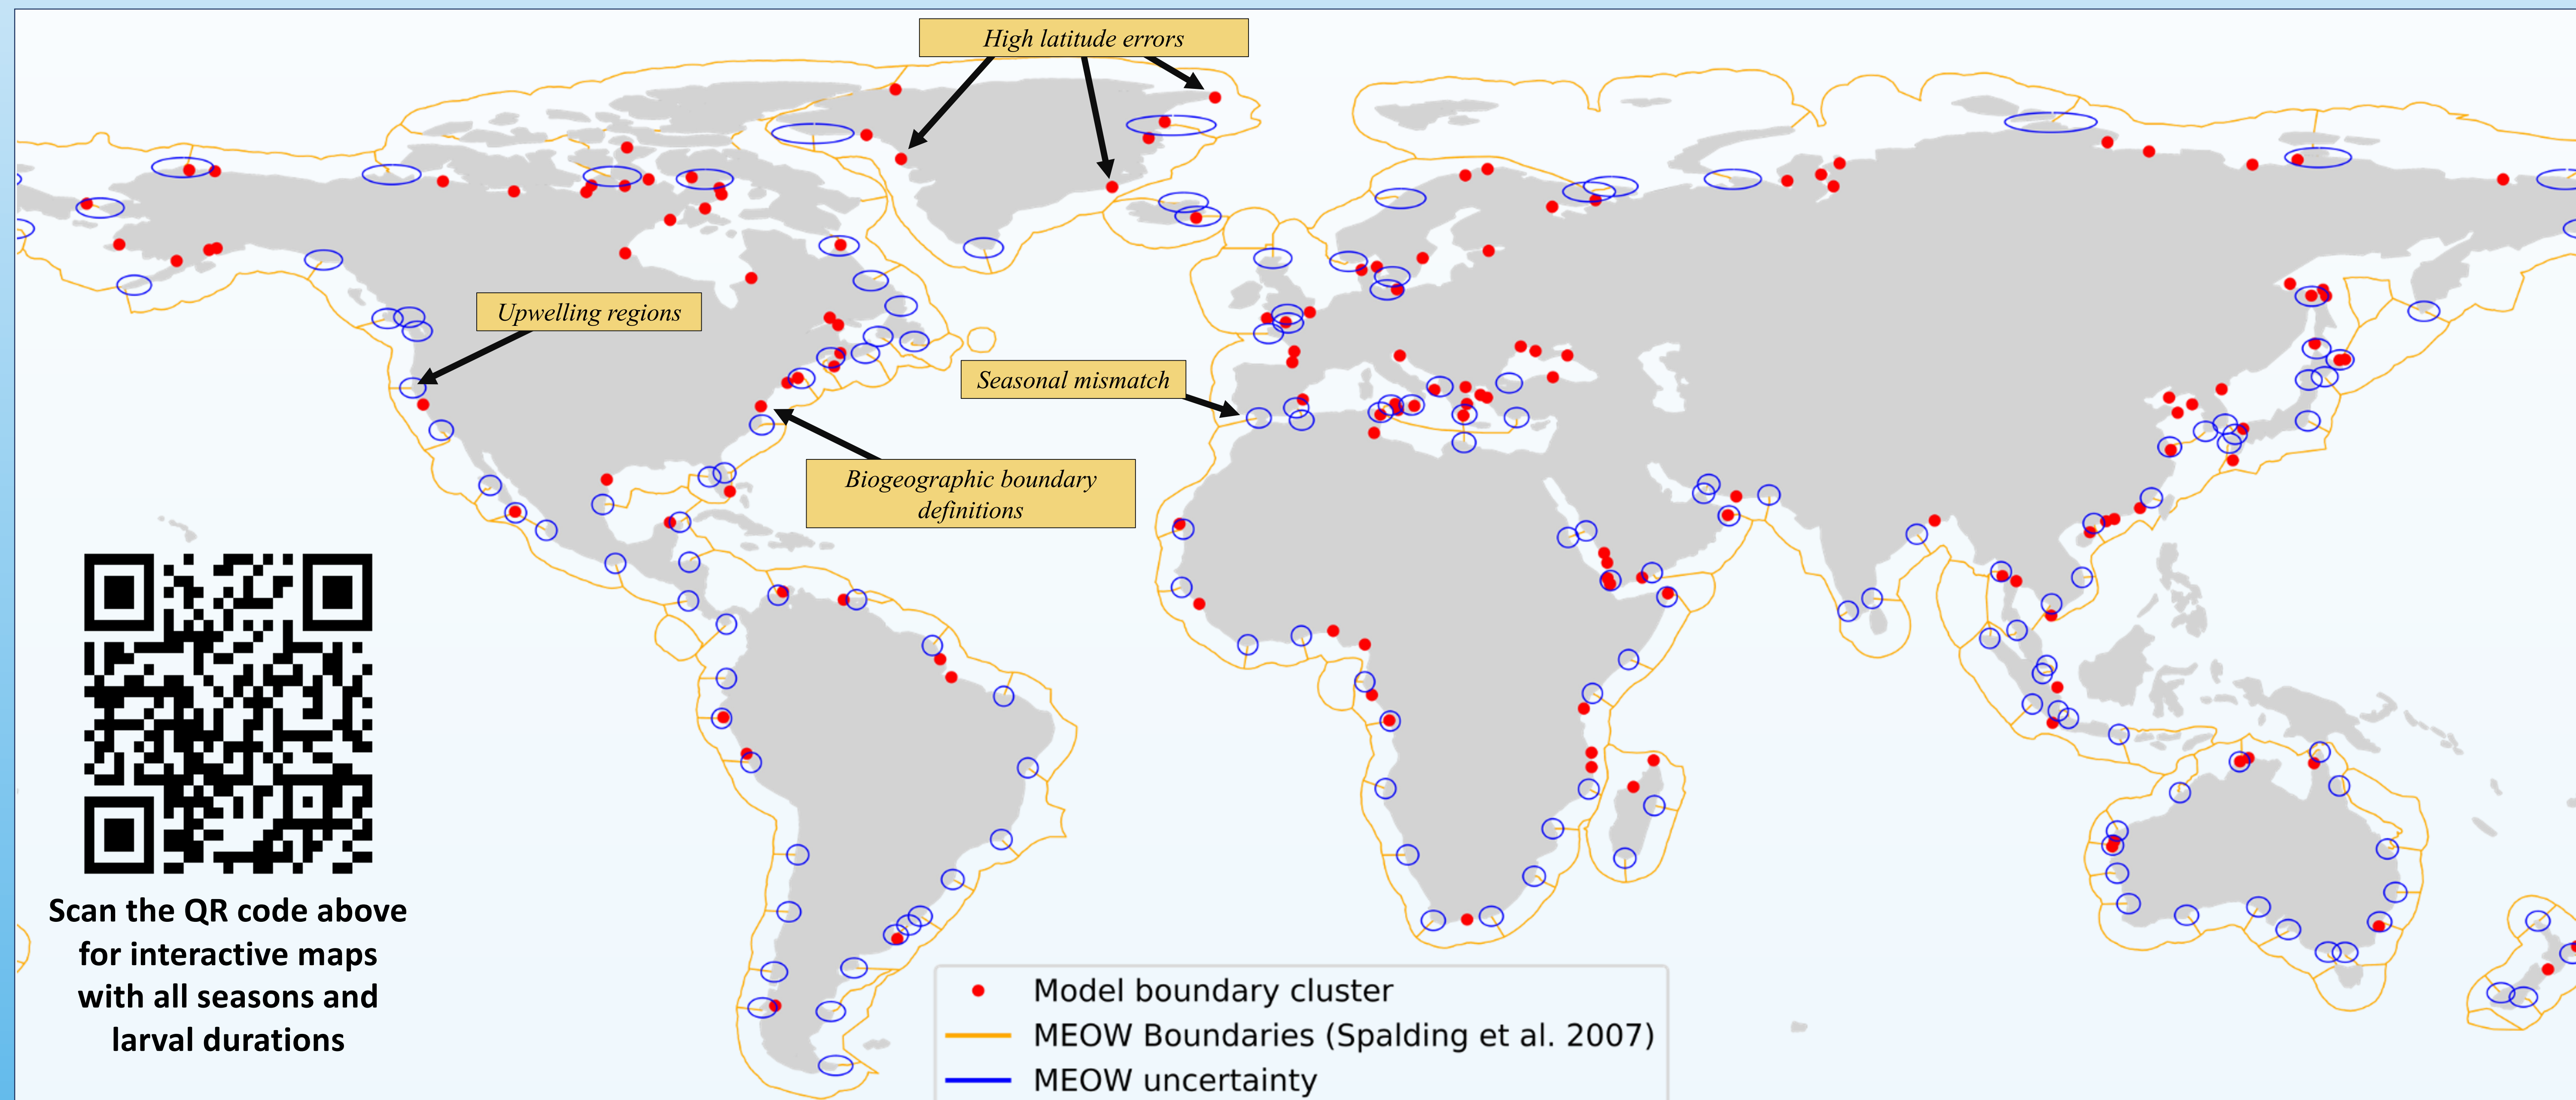 High latitude errors
Upwelling regions
Seasonal mismatch
Biogeographic boundary
definitions
Scan the QR code above
for interactive maps
with all seasons and
larval durations
Model boundary cluster
MEOW Boundaries (Spalding et al. 2007)
MEOW uncertainty